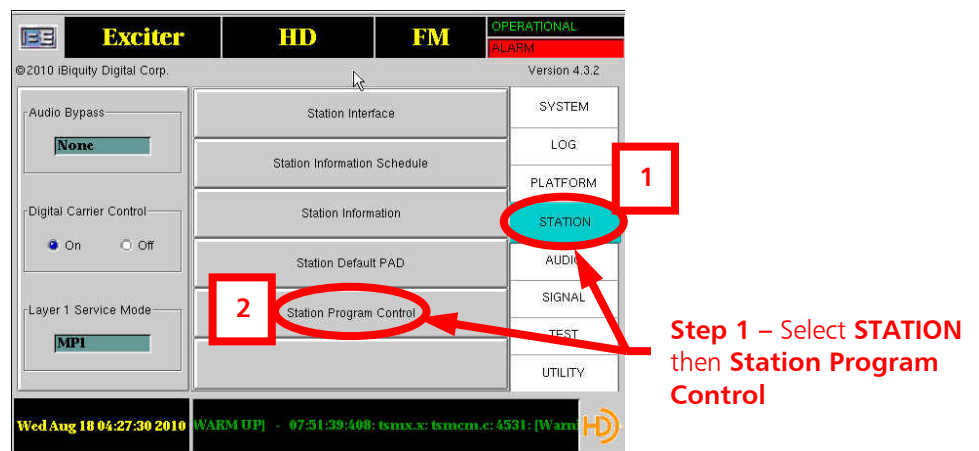 Exciter HD FM OPERATIONAL
ALARM
©2010 iBiquity Digital Corp. Version 4.3.2
Audio Bypass
None
Digital Carrier Control
On Off
Layer 1 Service Mode
MP1
Station Interface
Station Information Schedule
Station Information
Station Default PAD
Station Program Control
SYSTEM
LOG
PLATFORM
STATION
AUDIO
SIGNAL
TEST
UTILITY
1
2
Step 1 – Select STATION
then Station Program
Control
Wed Aug 18 04:27:30 2010
WARM UP| - 07:51:39:408: tsmx.x: tsmcm.c: 4531: [Warn
HD